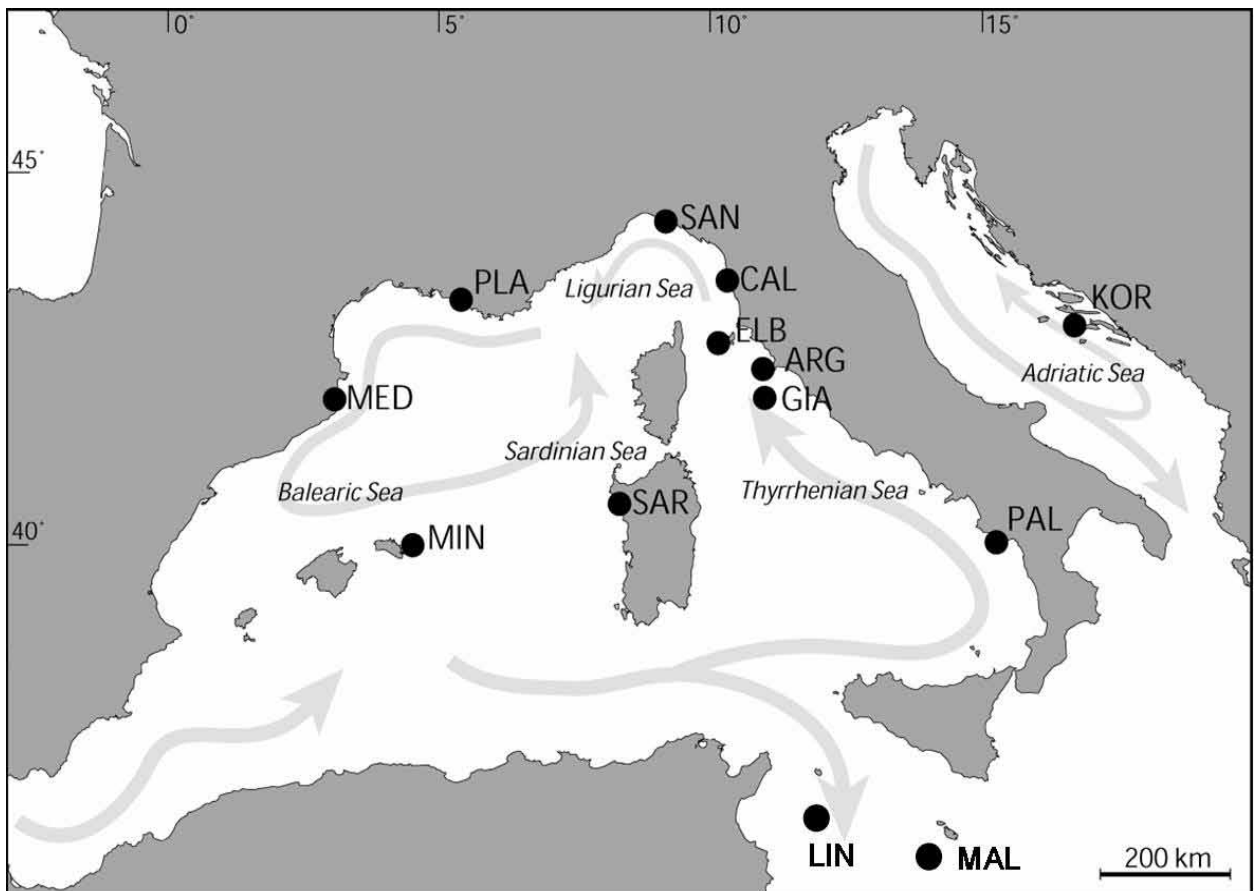 0° 5° 10° 15°
45°
SAN
PLA
Ligurian Sea
CAL
KOR
ELB
ARG
Adriatic Sea
MED
GIA
Sardinian Sea
Balearic Sea
Thyrrhenian Sea
SAR
PAL
40°
MIN
LIN
MAL
200 km